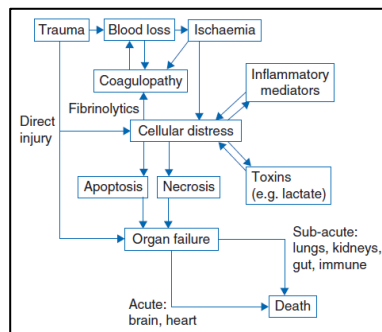 Trauma
Blood loss
Ischaemia
Coagulopathy
Inflammatory
mediators
Fibrinolytics
Direct
injury
Cellular distress
Toxins
(e.g. lactate)
Apoptosis
Necrosis
Organ failure
Sub-acute:
lungs, kidneys,
gut, immune
Acute:
brain, heart
Death